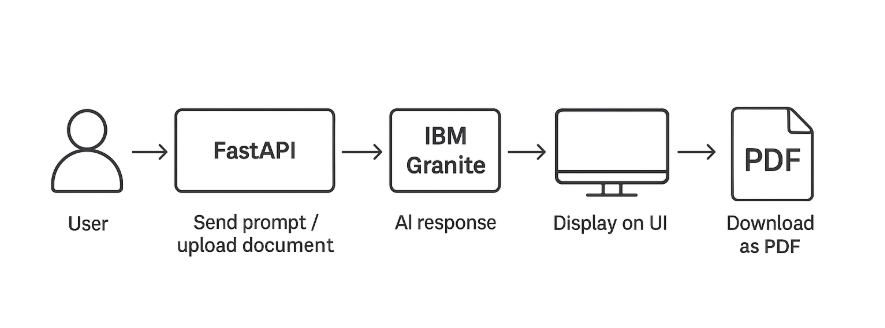 FastAPI
IBM
Granite
PDF
User
Send prompt /
upload document
AI response
Display on UI
Download
as PDF